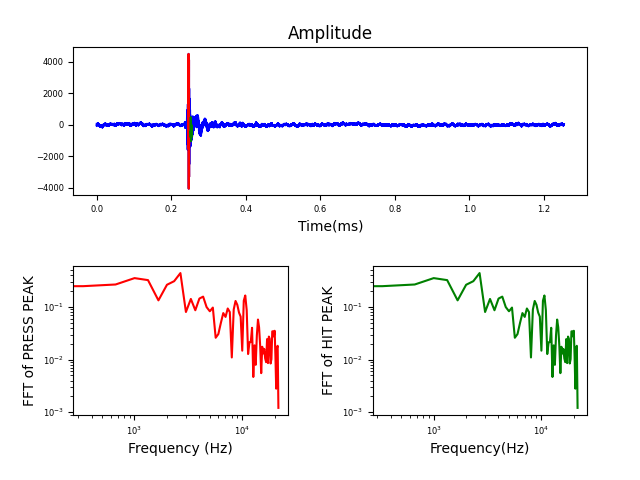 Amplitude
4000
2000
0
−2000
−4000
0.0 0.2 0.4 0.6 0.8 1.0 1.2
Time(ms)
FFT of PRESS PEAK
10⁻¹
10⁻²
10⁻³
10³ 10⁴
Frequency (Hz)
FFT of HIT PEAK
10⁻¹
10⁻²
10⁻³
10³ 10⁴
Frequency(Hz)